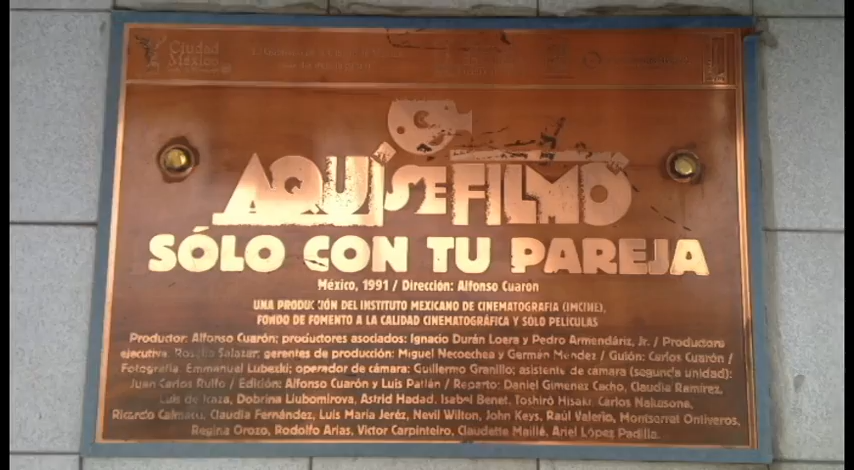 Ciudad
México
AQUÍ SE FILMÓ
SÓLO CON TU PAREJA
México, 1991 / Dirección: Alfonso Cuarón
UNA PRODUCCIÓN DEL INSTITUTO MEXICANO DE CINEMATOGRAFIA (IMCINE),
FONDO DE FOMENTO A LA CALIDAD CINEMATOGRÁFICA Y SÓLO PELÍCULAS
Productor: Alfonso Cuarón; productores asociados: Ignacio Durán Loera y Pedro Armendáriz, Jr. / Productora
ejecutiva: Rosalía Salazar; gerentes de producción: Miguel Necoechea y Germán Méndez / Guión: Carlos Cuarón /
Fotografía: Emmanuel Lubezki; operador de cámara: Guillermo Granillo; asistente de cámara (segunda unidad):
Juan Carlos Rulfo / Edición: Alfonso Cuarón y Luis Patlán / Reparto: Daniel Giménez Cacho, Claudia Ramírez,
Luis de Icaza, Dobrina Liubomirova, Astrid Hadad, Isabel Benet, Toshiro Hisaki, Carlos Nakasone,
Ricardo Calmacu, Claudia Fernández, Luis María Jeréz, Nevil Wilton, John Keys, Raúl Valerio, Montserrat Ontiveros,
Regina Orozo, Rodolfo Arias, Víctor Carpinteiro, Claudette Maillé, Ariel López Padilla.